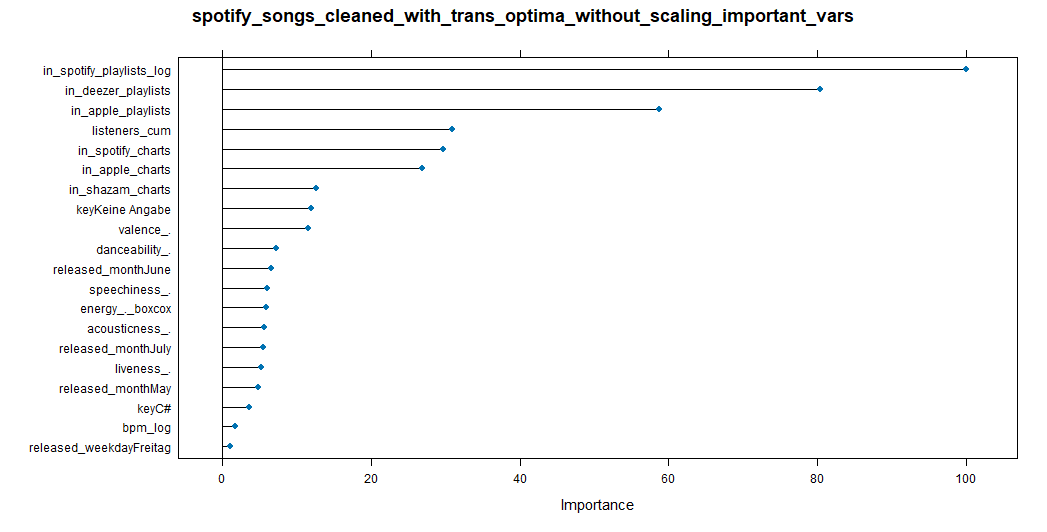 spotify_songs_cleaned_with_trans_optima_without_scaling_important_vars
in_spotify_playlists_log
in_deezer_playlists
in_apple_playlists
listeners_cum
in_spotify_charts
in_apple_charts
in_shazam_charts
keyKeine Angabe
valence_.
danceability_.
released_monthJune
speechiness_.
energy_._boxcox
acousticness_.
released_monthJuly
liveness_.
released_monthMay
keyC#
bpm_log
released_weekdayFreitag
0 20 40 60 80 100
Importance